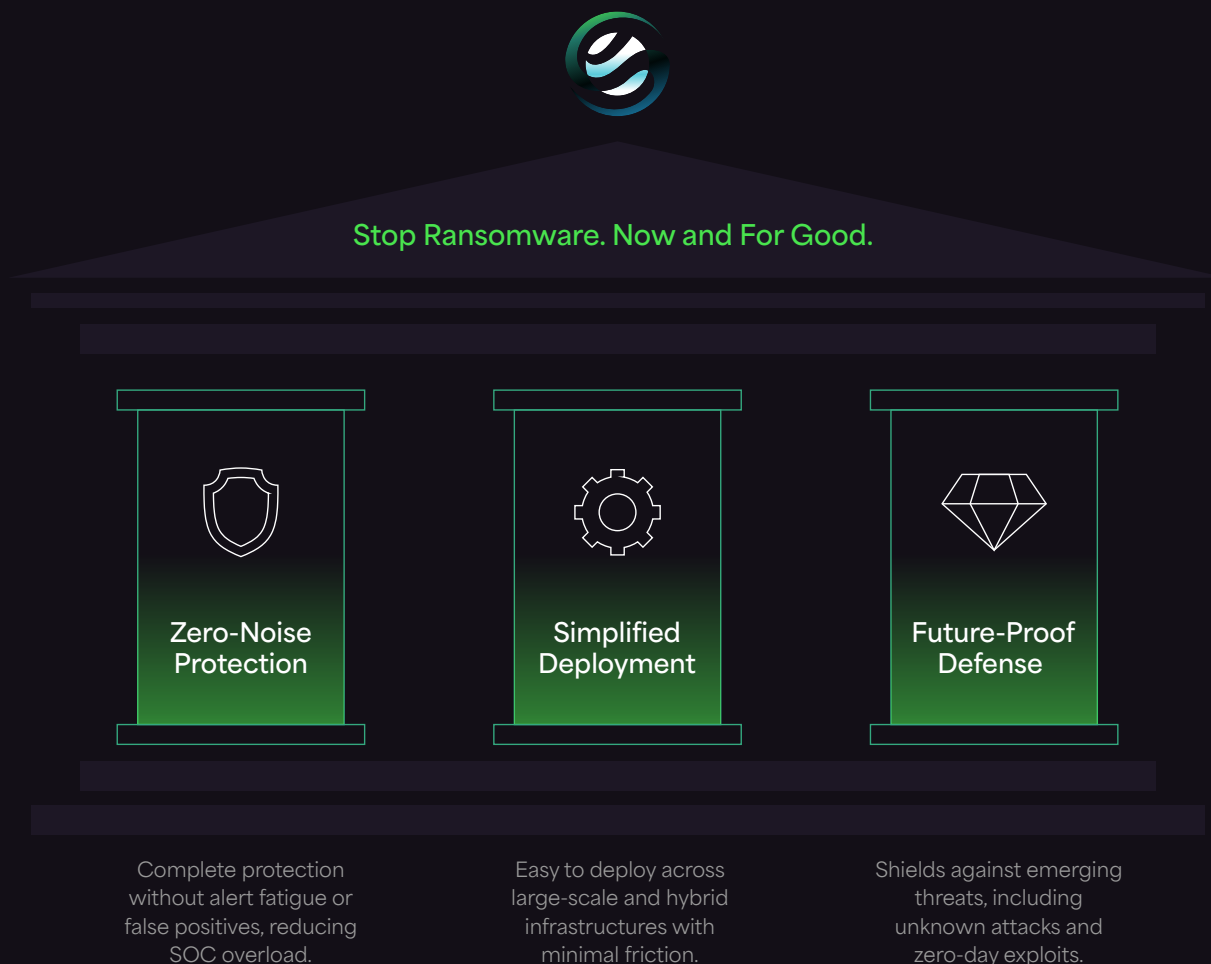 Stop Ransomware. Now and For Good.
Zero-Noise
Protection
Simplified
Deployment
Future-Proof
Defense
Complete protection
without alert fatigue or
false positives, reducing
SOC overload.
Easy to deploy across
large-scale and hybrid
infrastructures with
minimal friction.
Shields against emerging
threats, including
unknown attacks and
zero-day exploits.